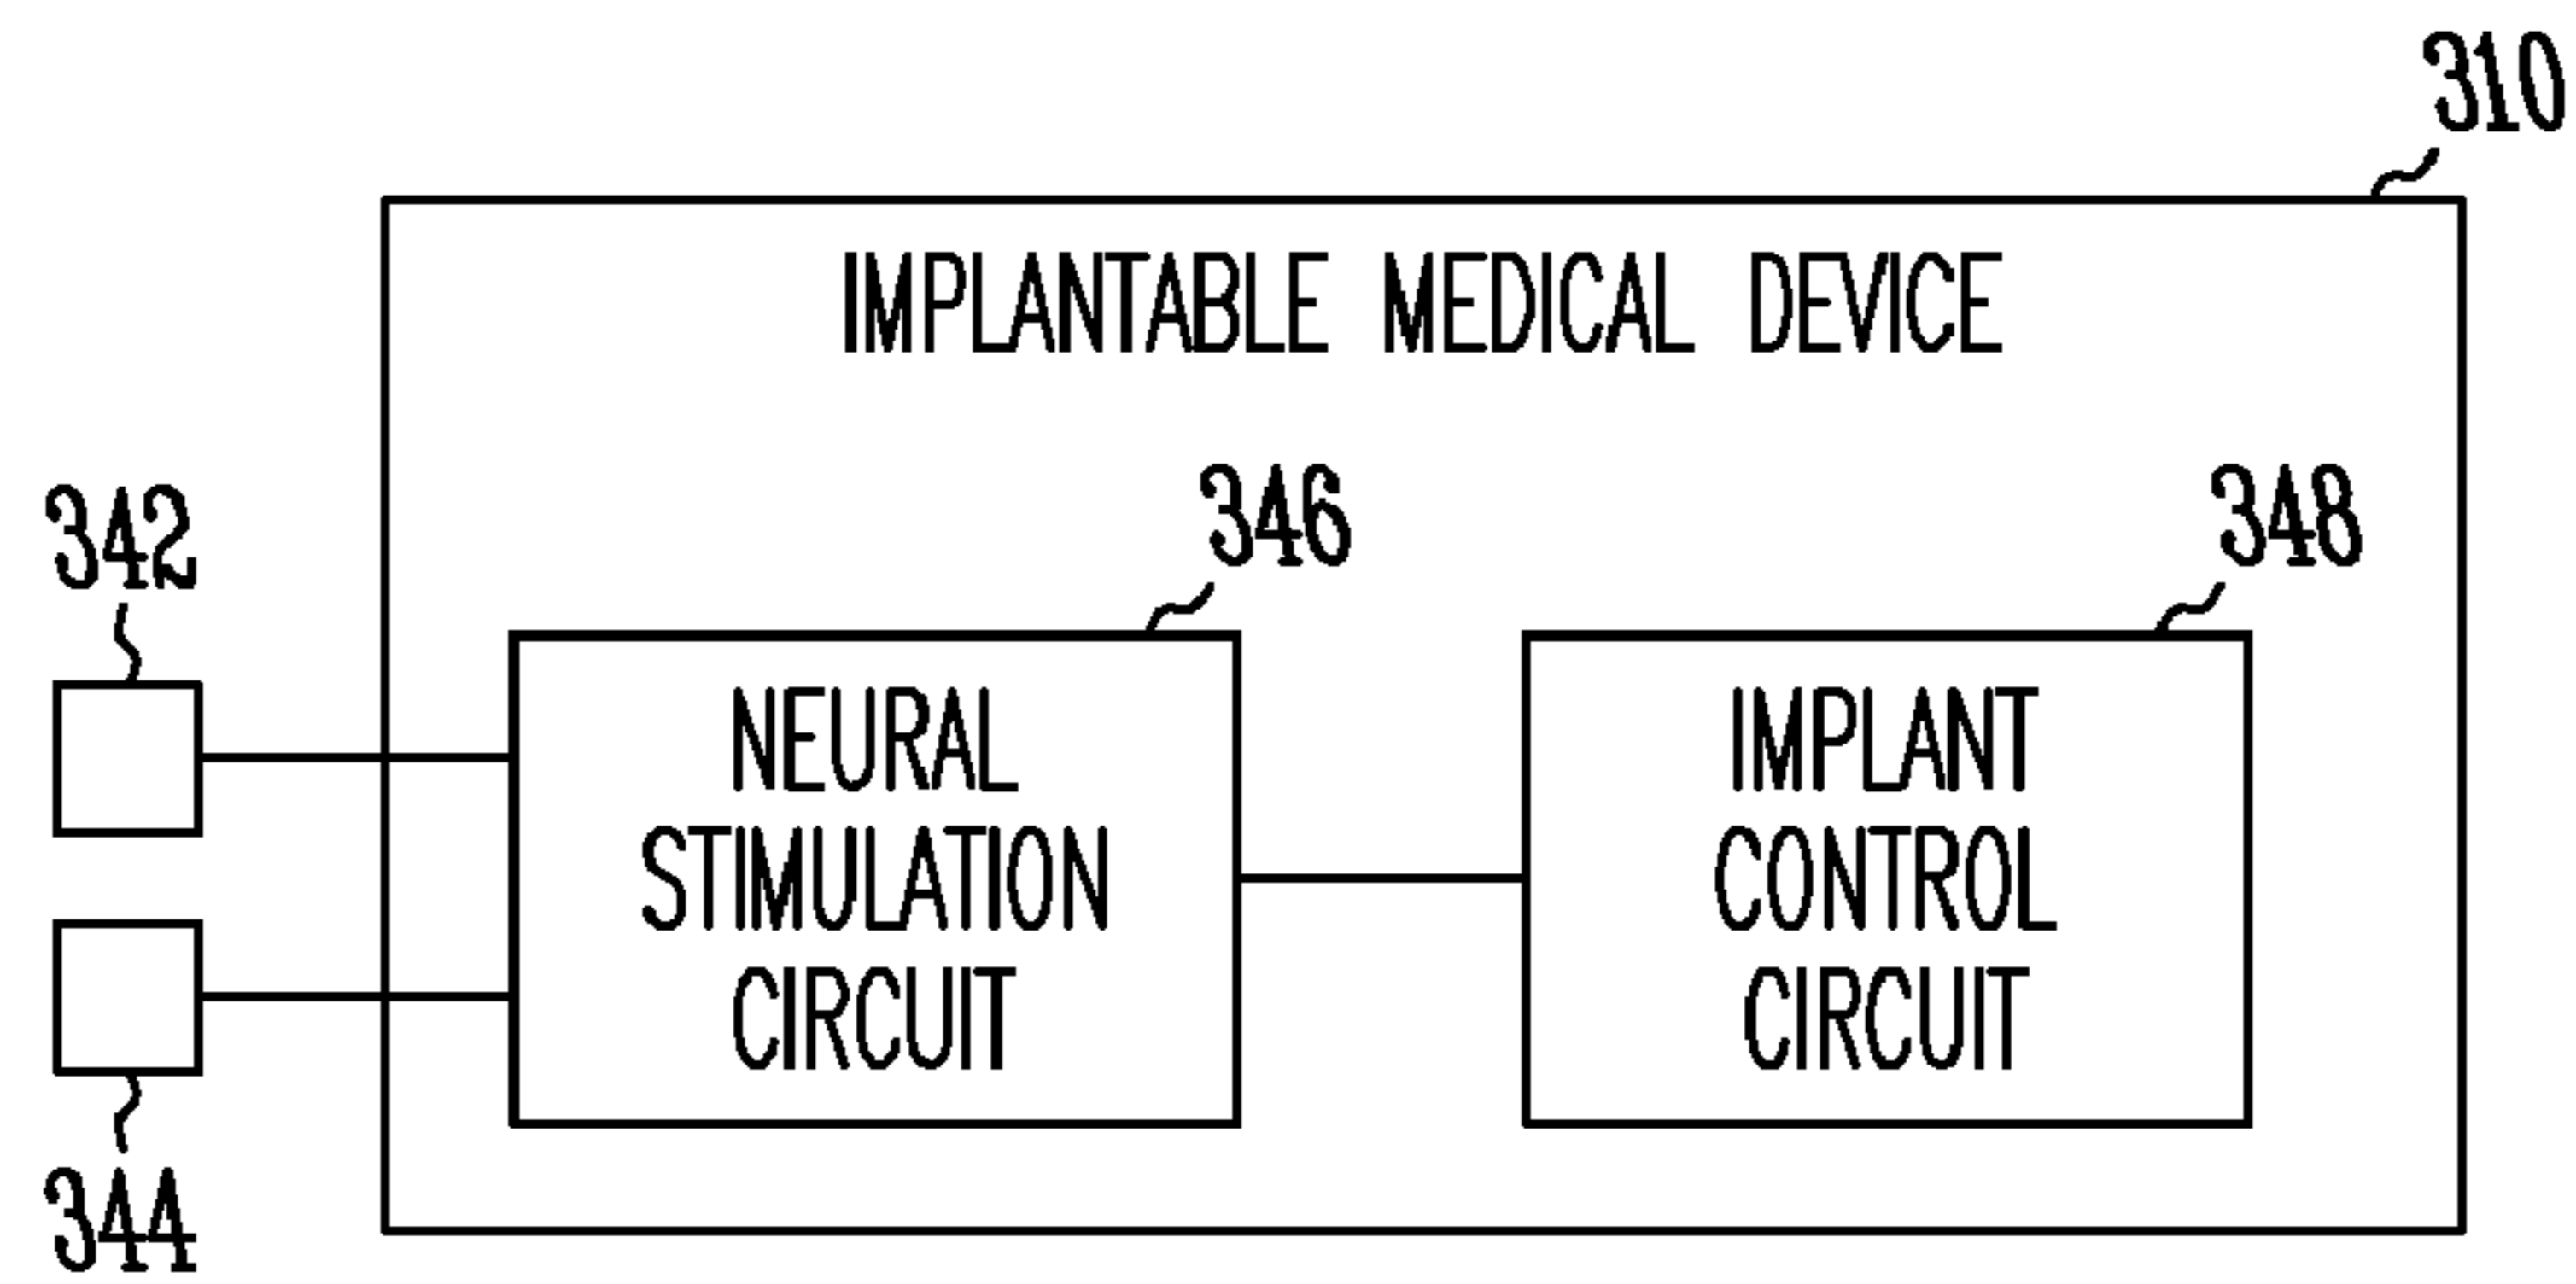 310
IMPLANTABLE MEDICAL DEVICE
342
346
348
NEURAL
STIMULATION
CIRCUIT
IMPLANT
CONTROL
CIRCUIT
344